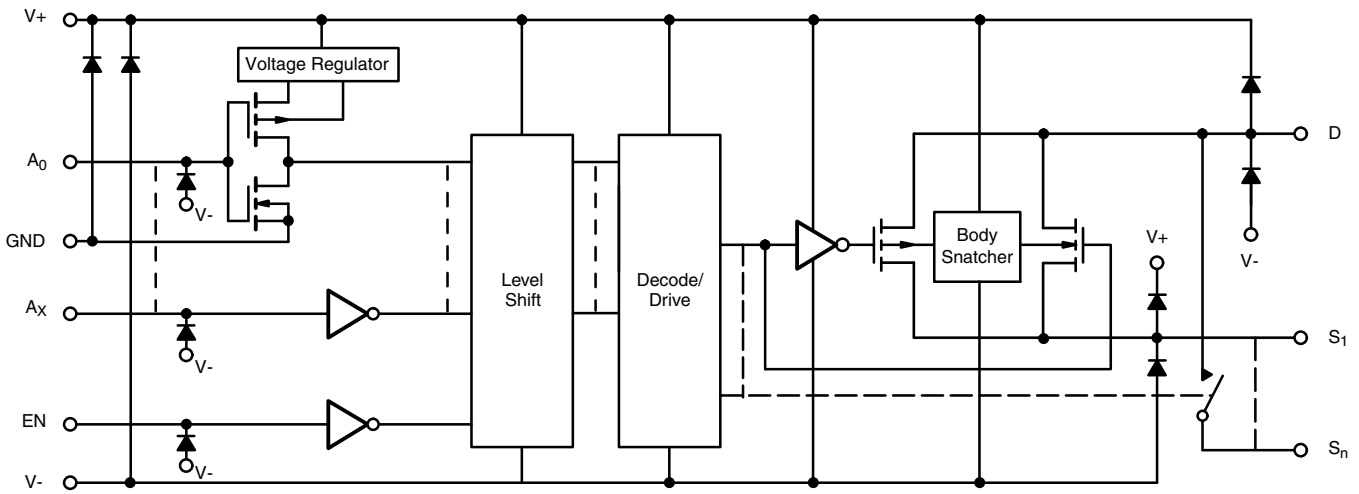 V+
Voltage Regulator
D
A0
V-
GND
Level
Shift
Decode/
Drive
Body
Snatcher
V+
V-
AX
V-
S1
EN
V-
Sn
V-